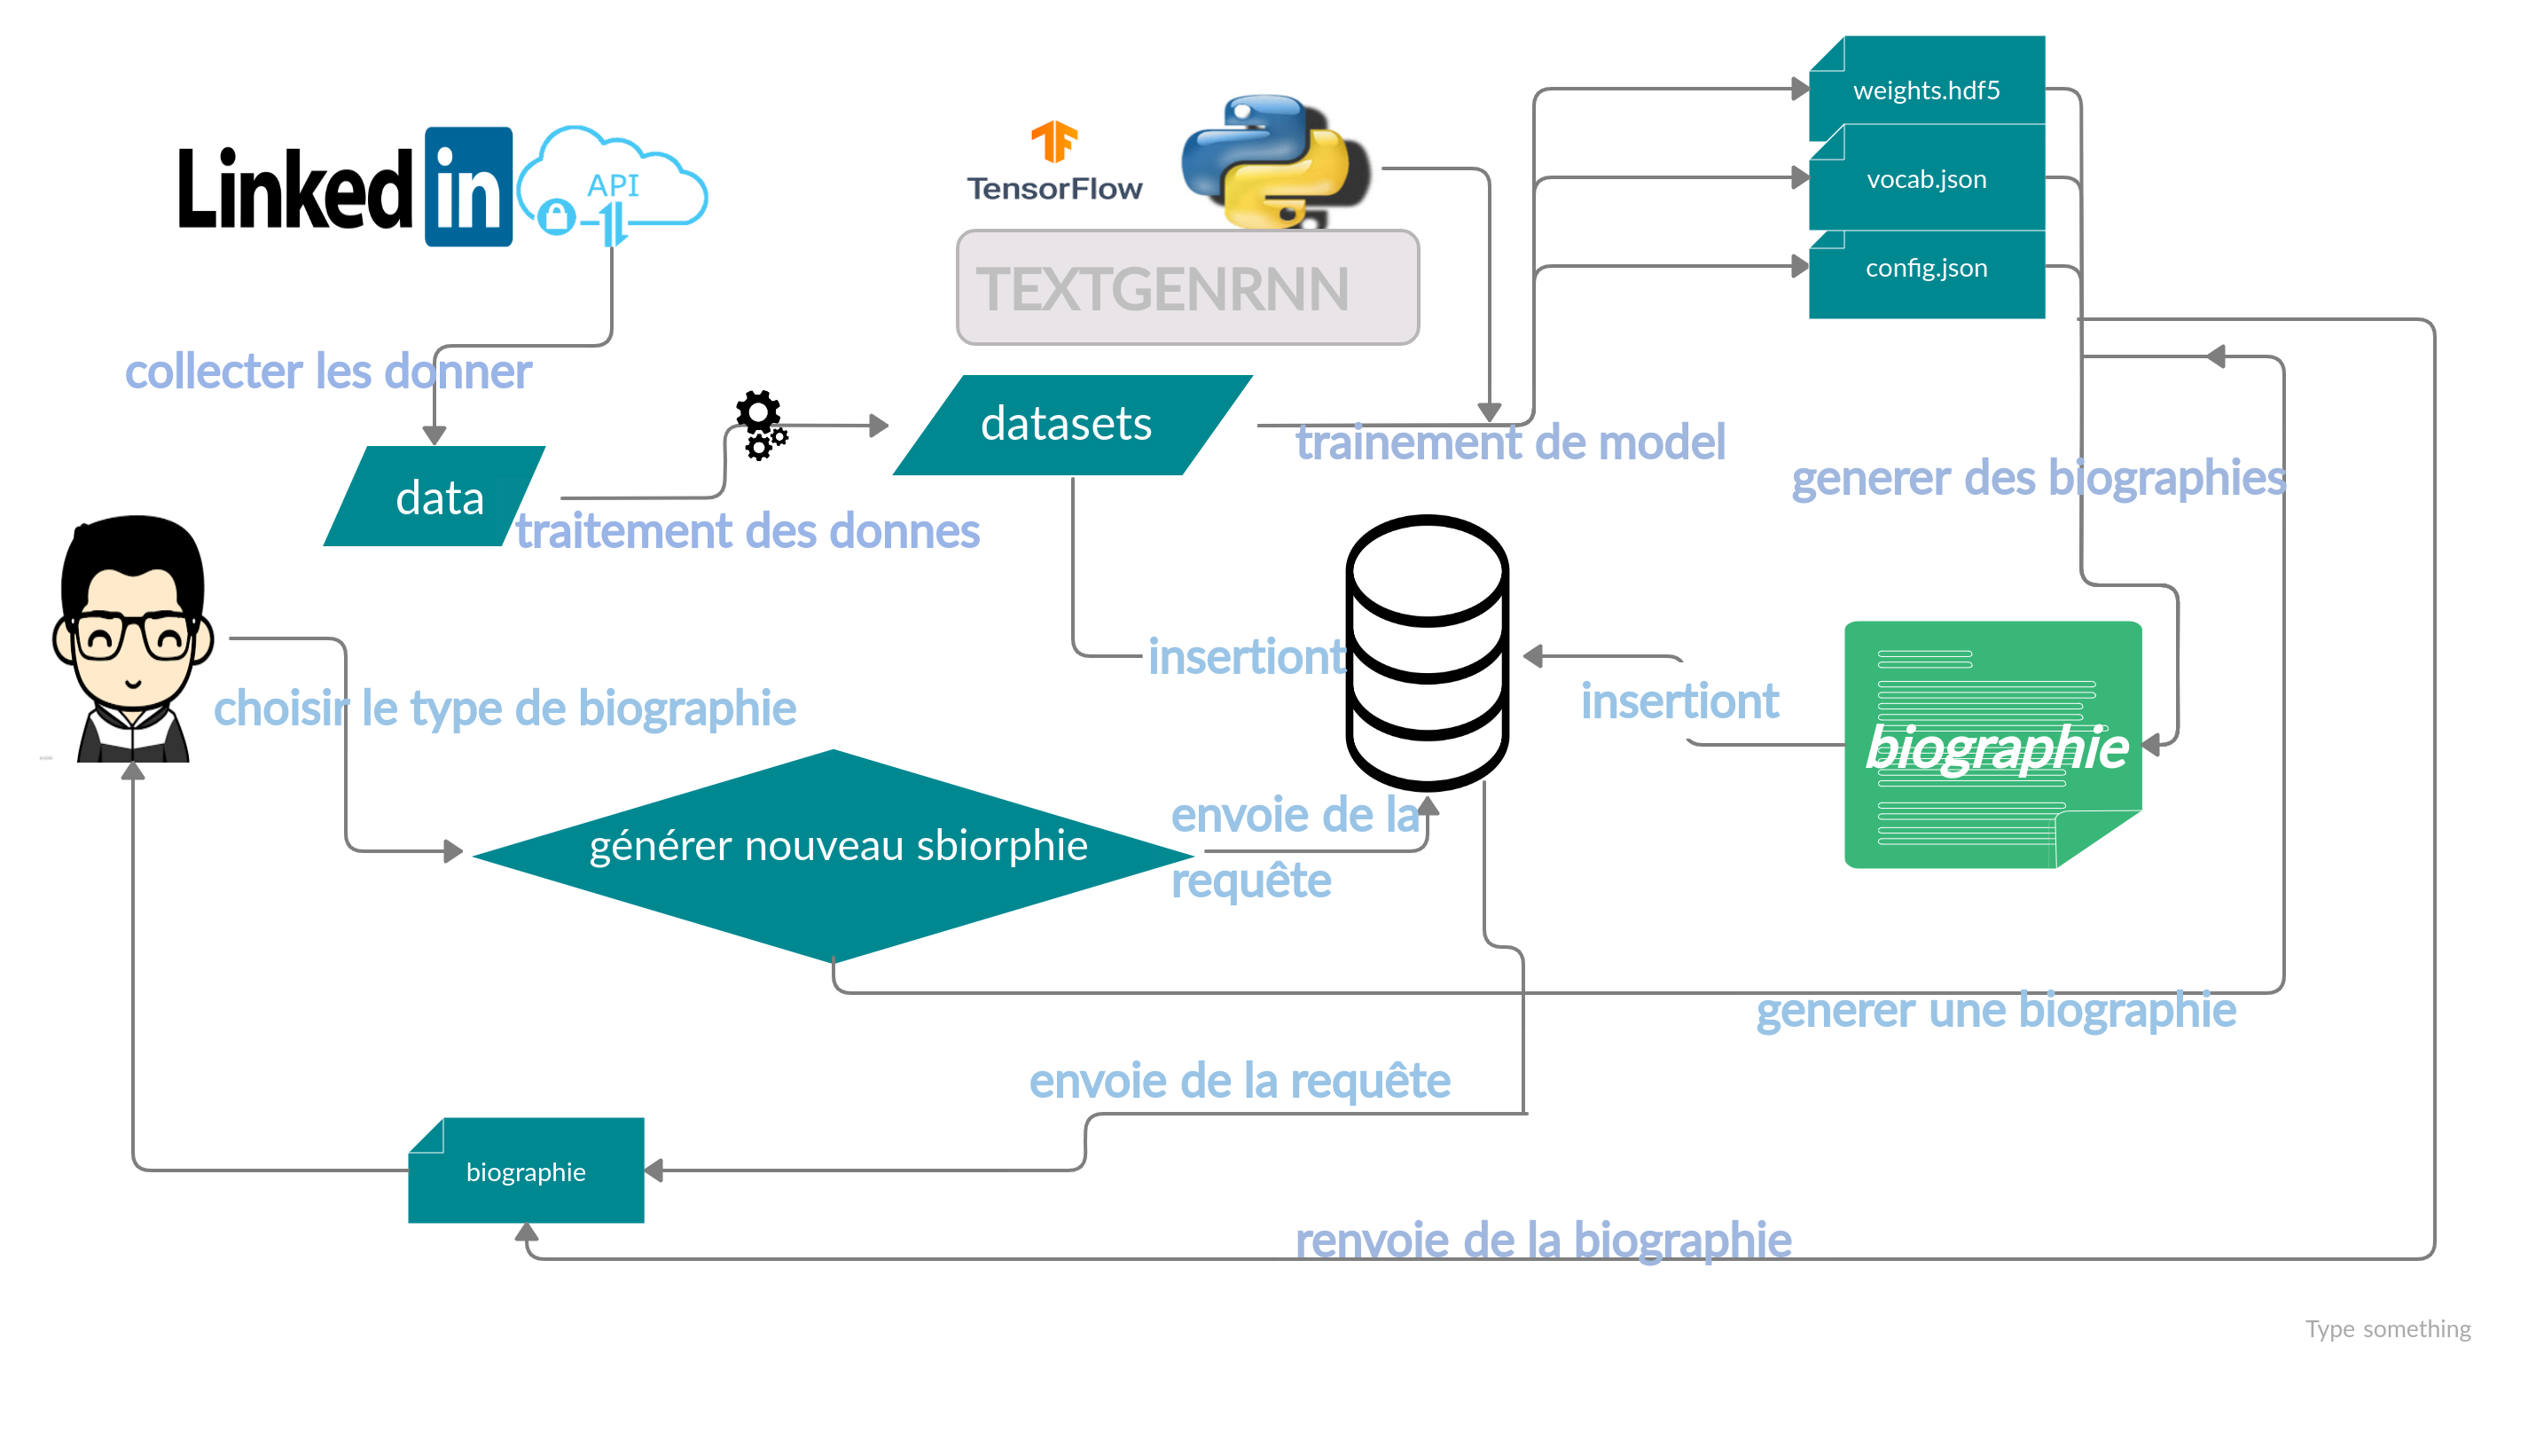 weights.hdf5
vocab.json
config.json
Linked in
API
TensorFlow
TEXTGENRNN
collecter les donner
datasets
trainement de model
data
traitement des donnes
generer des biographies
insertiont
insertiont
choisir le type de biographie
biographie
générer nouveau sbiorphie
envoie de la
requête
generer une biographie
envoie de la requête
biographie
renvoie de la biographie
Type something